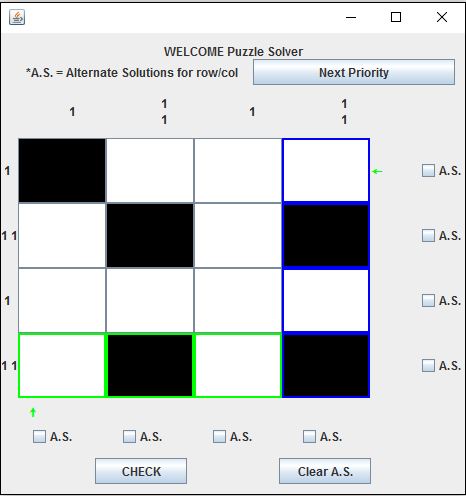 WELCOME Puzzle Solver
*A.S. = Alternate Solutions for row/col
Next Priority
1 1 1 1
1 1
1 A.S.
1 1 A.S.
1 A.S.
1 1 A.S.
A.S. A.S. A.S. A.S.
CHECK Clear A.S.